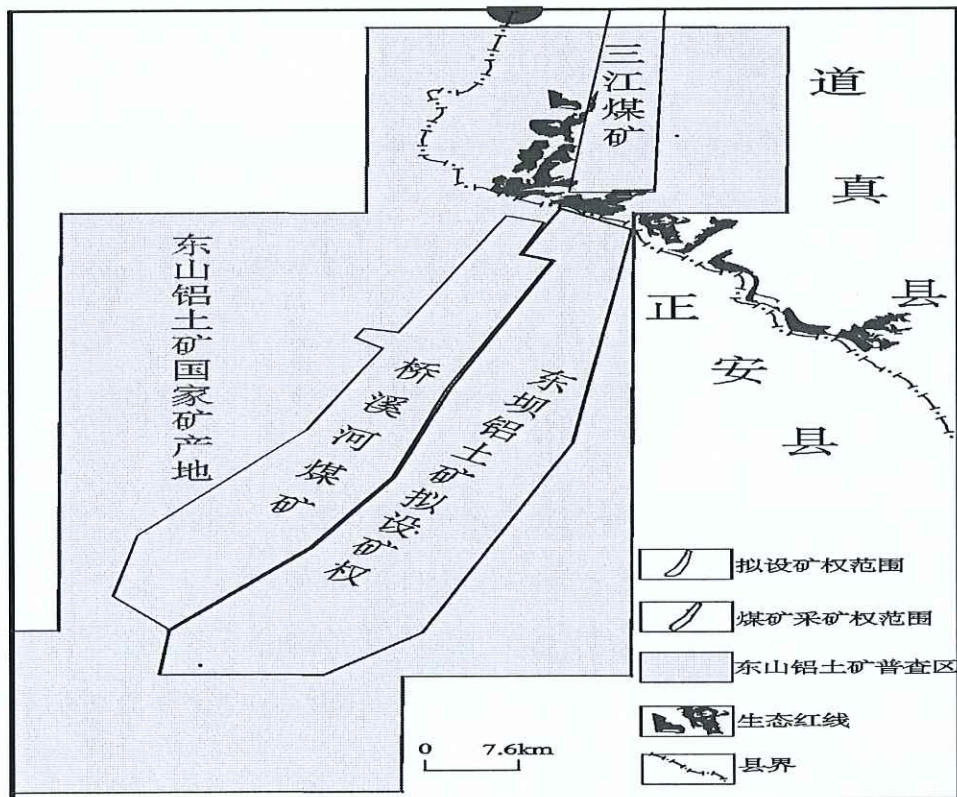 三江煤矿
道真县
正安县
东山铝土矿国家矿产地
桥溪河煤矿
东坝铝土矿拟设矿权
拟设矿权范围
煤矿采矿权范围
东山铝土矿普查区
生态红线
县界
0 7.6km